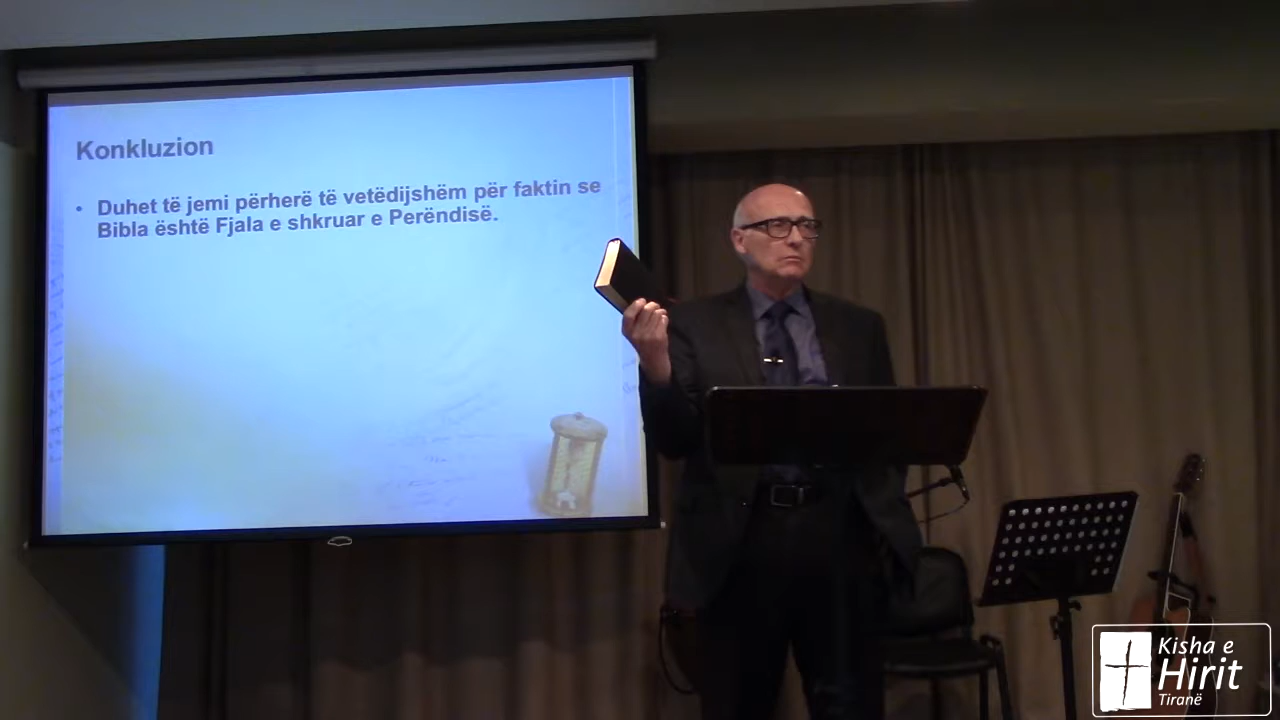 Konkluzion
• Duhet të jemi përherë të vetëdijshëm për faktin se
Bibla është Fjala e shkruar e Perëndisë.
Kisha e
Hirit
Tiranë